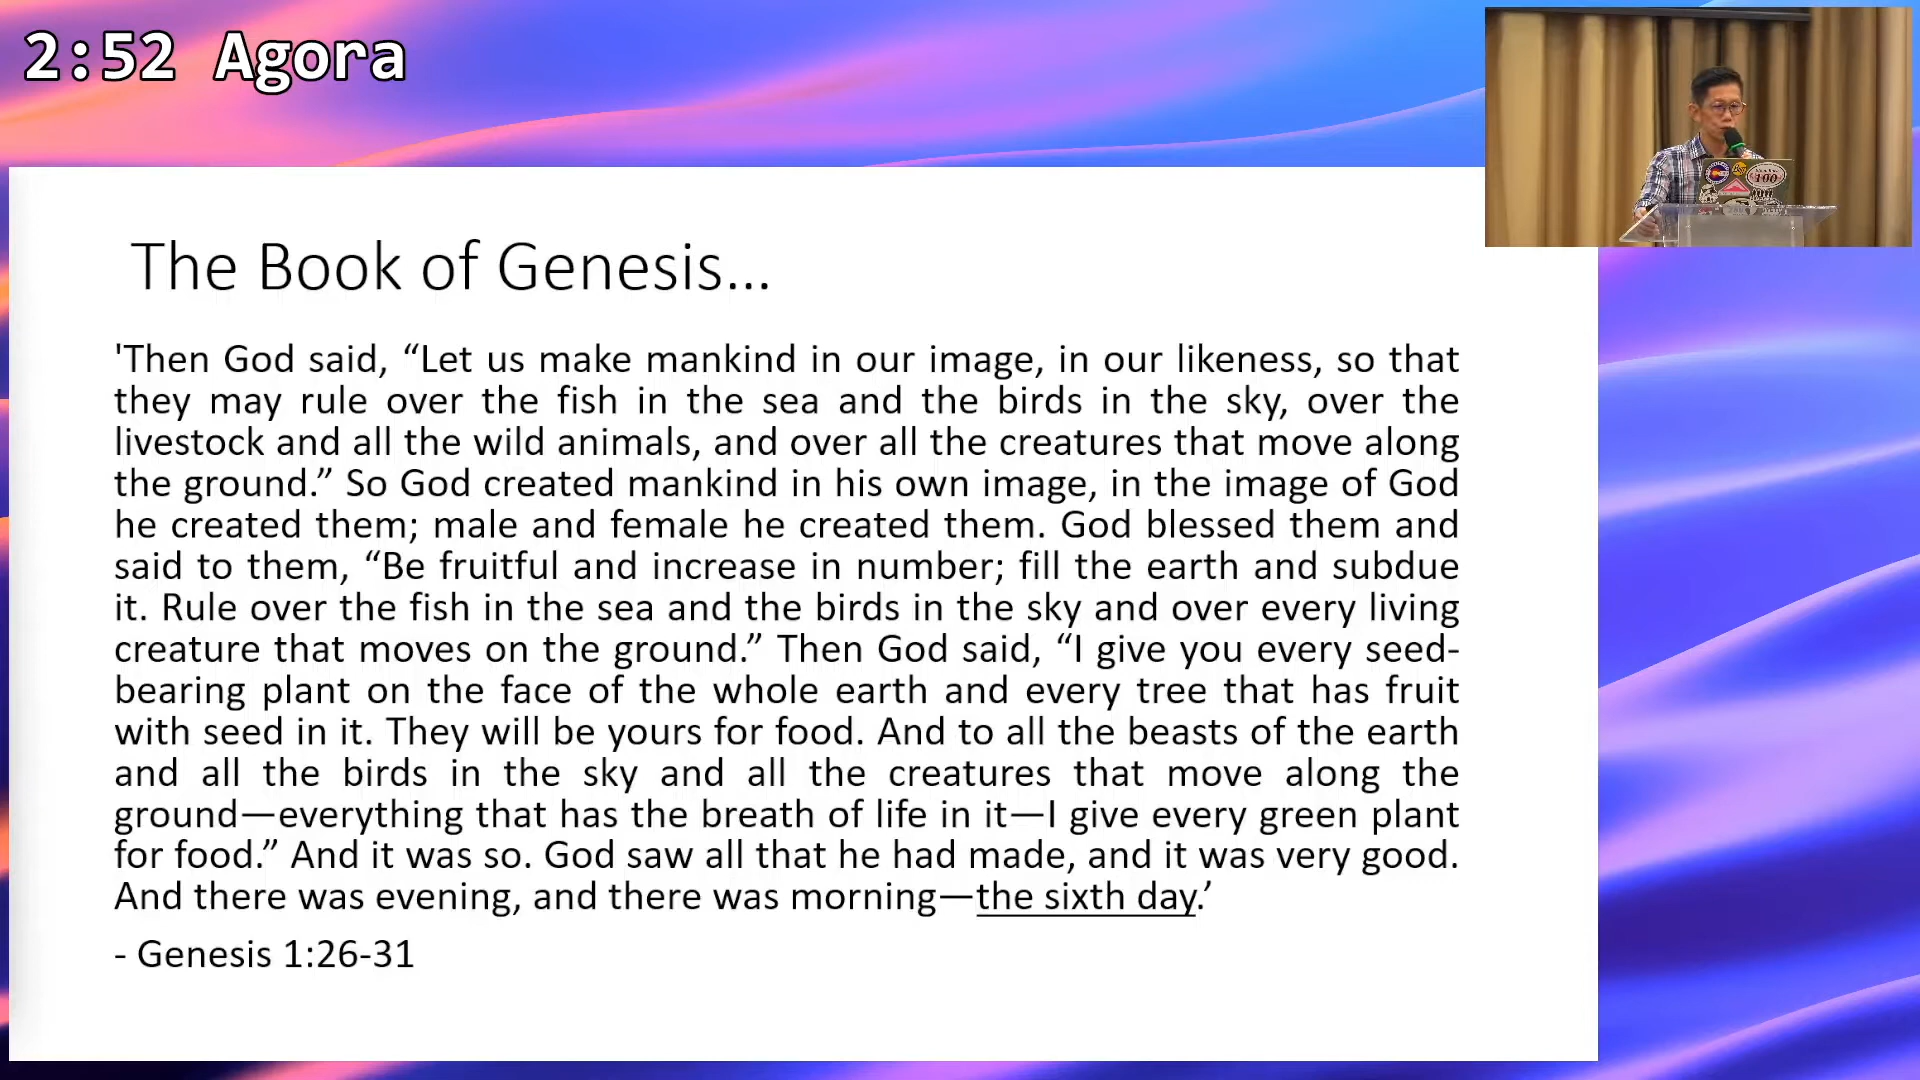 2:52 Agora
The Book of Genesis...
'Then God said, “Let us make mankind in our image, in our likeness, so that
they may rule over the fish in the sea and the birds in the sky, over the
livestock and all the wild animals, and over all the creatures that move along
the ground.” So God created mankind in his own image, in the image of God
he created them; male and female he created them. God blessed them and
said to them, “Be fruitful and increase in number; fill the earth and subdue
it. Rule over the fish in the sea and the birds in the sky and over every living
creature that moves on the ground.” Then God said, “I give you every seed-
bearing plant on the face of the whole earth and every tree that has fruit
with seed in it. They will be yours for food. And to all the beasts of the earth
and all the birds in the sky and all the creatures that move along the
ground—everything that has the breath of life in it—I give every green plant
for food.” And it was so. God saw all that he had made, and it was very good.
And there was evening, and there was morning—the sixth day.’
- Genesis 1:26-31
100